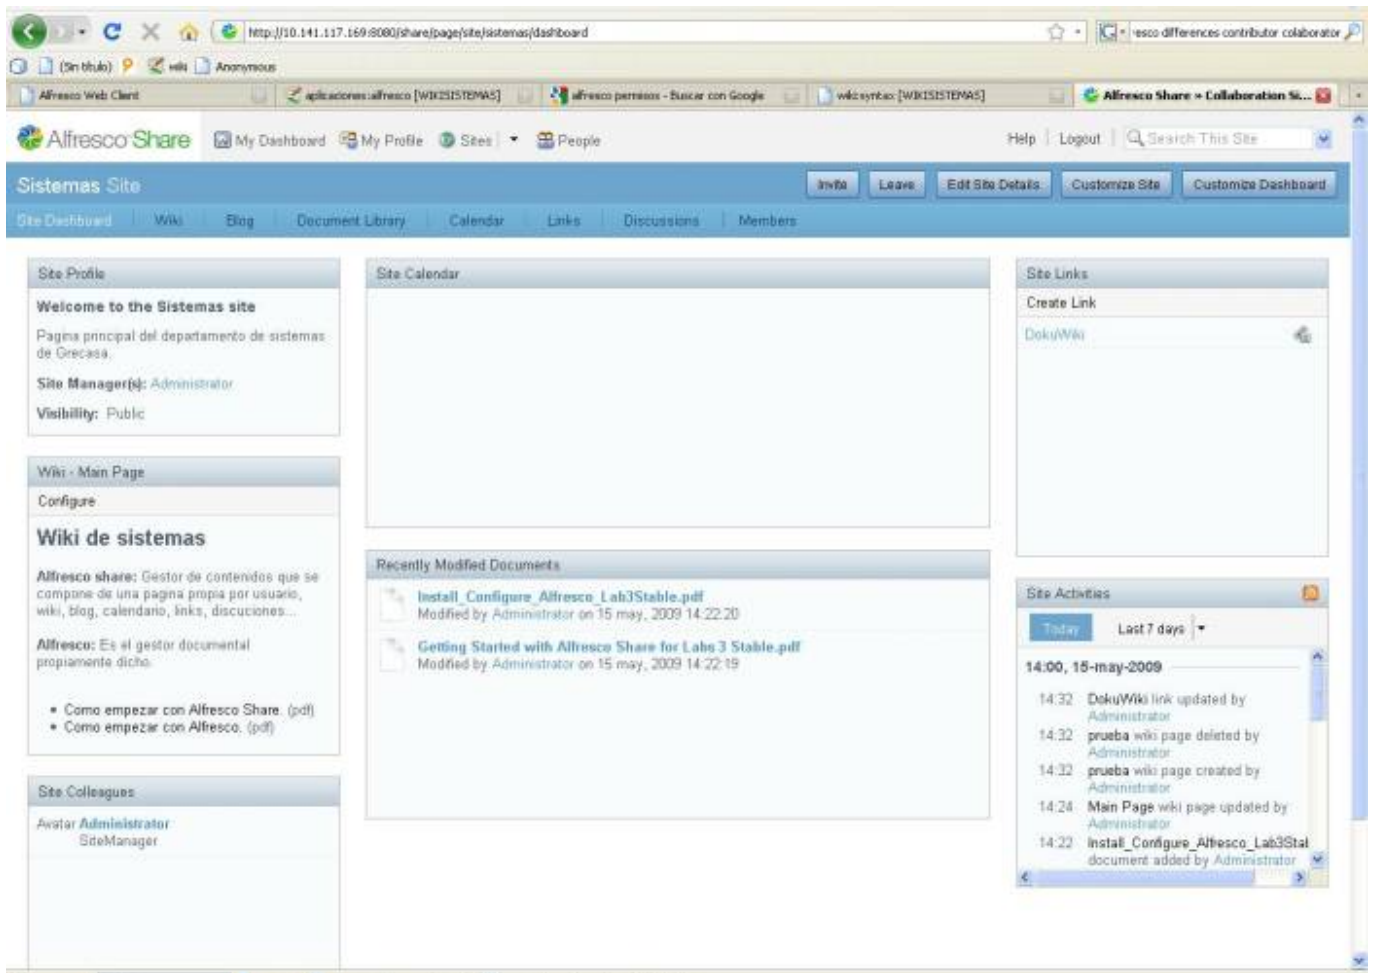 http://10.141.117.169:8080/share/page/site/sistemas/dashboard
esco differences contributor colaborator
(Sin título) wiki Anonymous
Alfresco Web Client
aplicaciones:alfresco [WIKISISTEMAS]
alfresco permisos - Buscar con Google
wiki:syntax [WIKISISTEMAS]
Alfresco Share » Collaboration Si...
Alfresco Share My Dashboard My Profile Sites People Help Logout Search This Site
Sistemas Site Invite Leave Edit Site Details Customize Site Customize Dashboard
Site Dashboard Wiki Blog Document Library Calendar Links Discussions Members
Site Profile
Welcome to the Sistemas site
Pagina principal del departamento de sistemas
de Grecasa.
Site Manager(s): Administrator
Visibility: Public
Wiki - Main Page
Configure
Wiki de sistemas
Alfresco share: Gestor de contenidos que se
compone de una pagina propia por usuario,
wiki, blog, calendario, links, discuciones...
Alfresco: Es el gestor documental
propiamente dicho.
• Como empezar con Alfresco Share. (pdf)
• Como empezar con Alfresco. (pdf)
Site Colleagues
Avatar Administrator
SiteManager
Site Calendar
Recently Modified Documents
Install_Configure_Alfresco_Lab3Stable.pdf
Modified by Administrator on 15 may, 2009 14:22:20
Getting Started with Alfresco Share for Labs 3 Stable.pdf
Modified by Administrator on 15 may, 2009 14:22:19
Site Links
Create Link
DokuWiki
Site Activities
Today Last 7 days
14:00, 15-may-2009
14:32 DokuWiki link updated by
Administrator
14:32 prueba wiki page deleted by
Administrator
14:32 prueba wiki page created by
Administrator
14:24 Main Page wiki page updated by
Administrator
14:22 Install_Configure_Alfresco_Lab3Stal
document added by Administrator